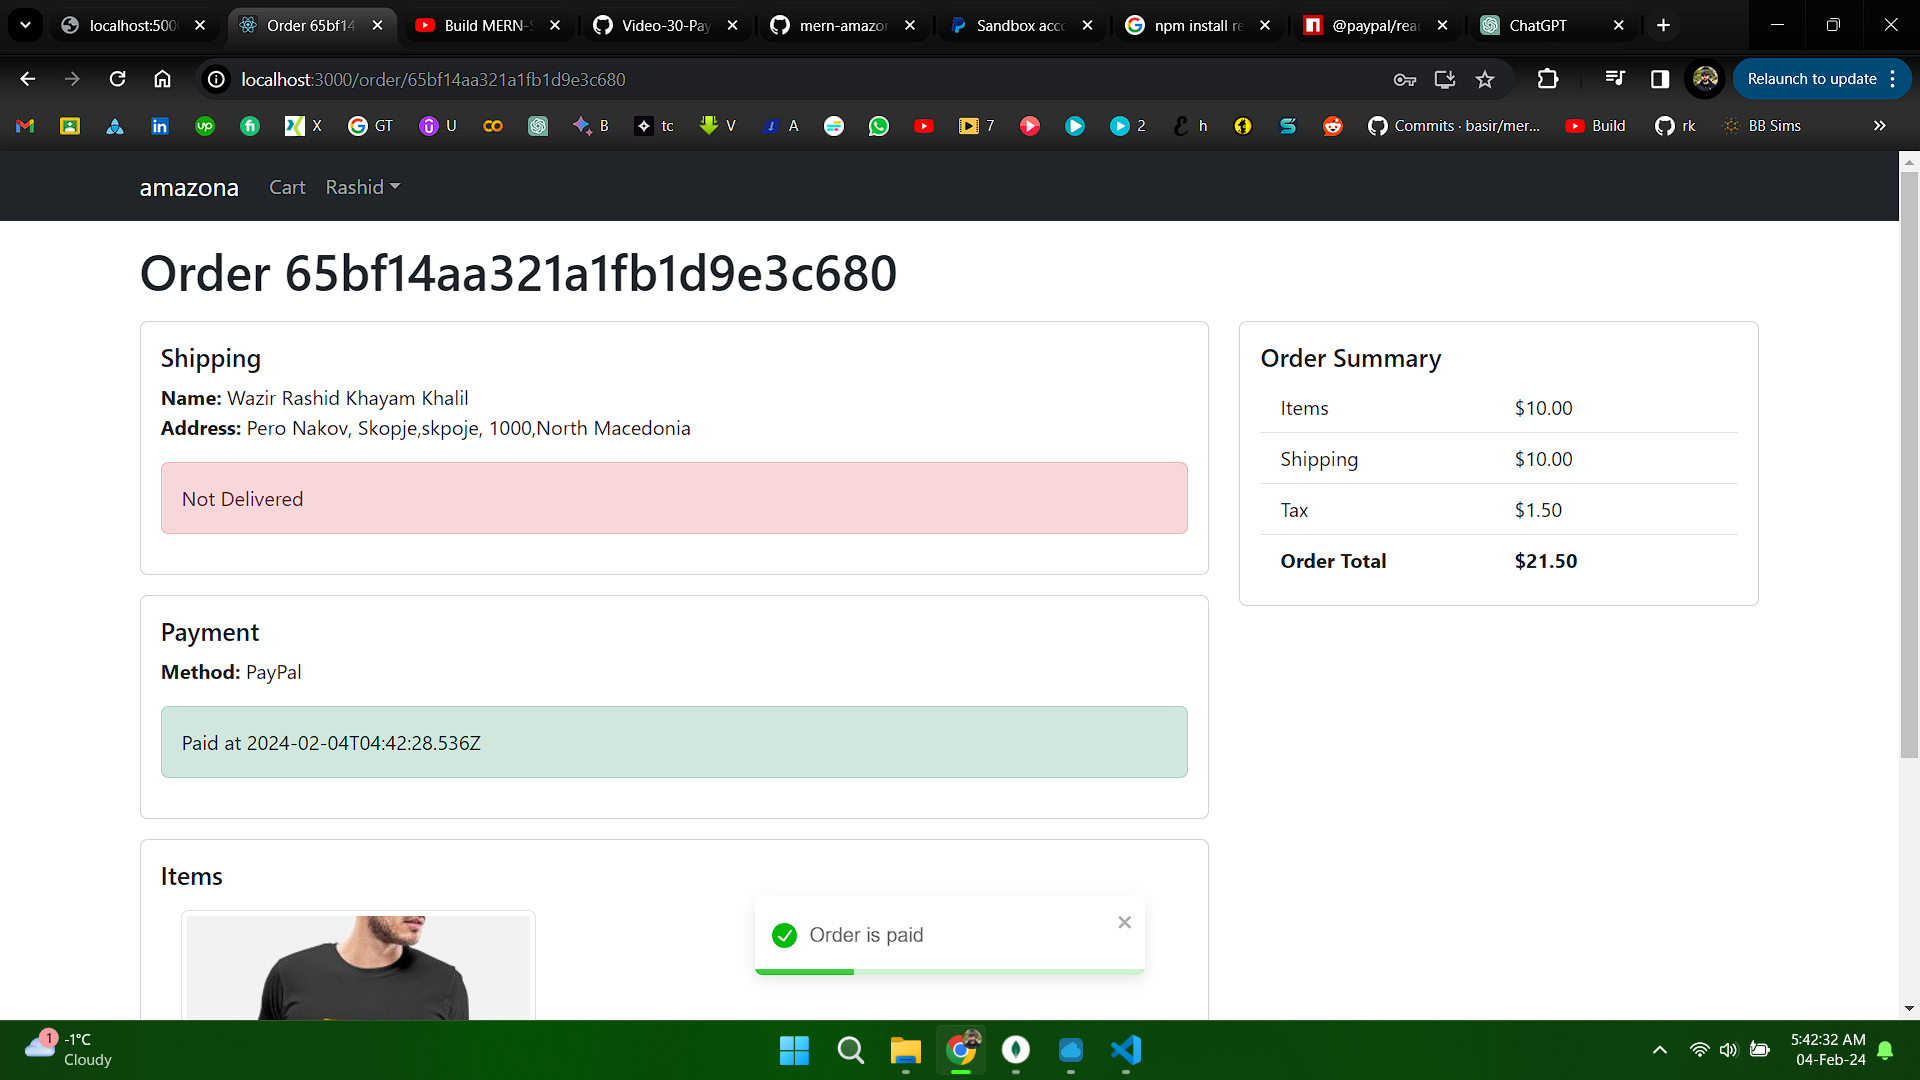 localhost:500
Order 65bf14
Build MERN-S
Video-30-Pay
mern-amazon
Sandbox acco
npm install re
@paypal/reac
ChatGPT
localhost:3000/order/65bf14aa321a1fb1d9e3c680
Relaunch to update
X
GT
U
B
tc
V
A
7
2
h
Commits · basir/mer...
Build
rk
BB Sims
amazona
Cart
Rashid
Order 65bf14aa321a1fb1d9e3c680
Shipping
Name: Wazir Rashid Khayam Khalil
Address: Pero Nakov, Skopje,skpoje, 1000,North Macedonia
Not Delivered
Payment
Method: PayPal
Paid at 2024-02-04T04:42:28.536Z
Items
Order Summary
Items $10.00
Shipping $10.00
Tax $1.50
Order Total $21.50
Order is paid
1
-1°C
Cloudy
5:42:32 AM
04-Feb-24